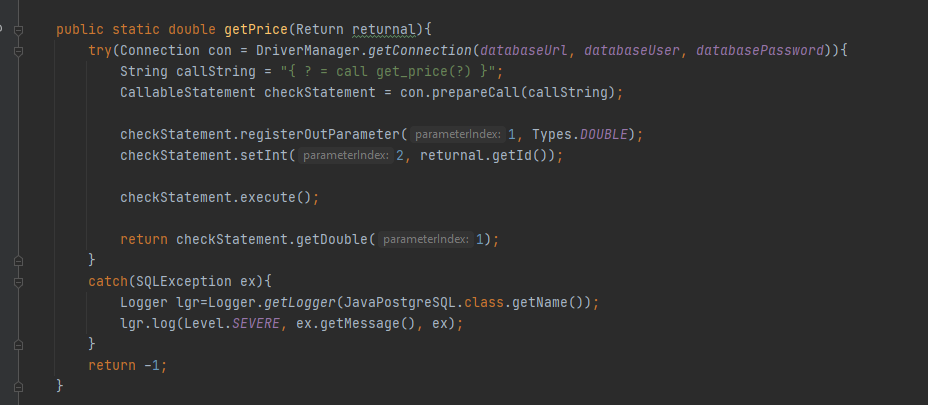 public static double getPrice(Return returnal){
try(Connection con = DriverManager.getConnection(databaseUrl, databaseUser, databasePassword)){
String callString = "{ ? = call get_price(?) }";
CallableStatement checkStatement = con.prepareCall(callString);
checkStatement.registerOutParameter( parameterIndex: 1, Types.DOUBLE);
checkStatement.setInt( parameterIndex: 2, returnal.getId());
checkStatement.execute();
return checkStatement.getDouble( parameterIndex: 1);
}
catch(SQLException ex){
Logger lgr=Logger.getLogger(JavaPostgreSQL.class.getName());
lgr.log(Level.SEVERE, ex.getMessage(), ex);
}
return -1;
}